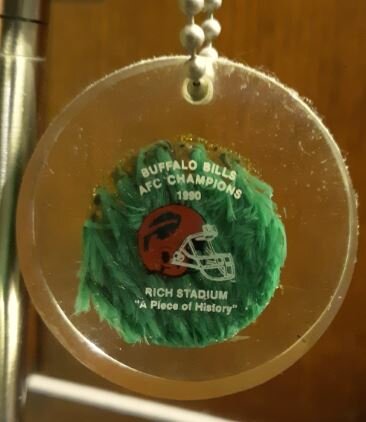 BUFFALO BILLS
AFC CHAMPIONS
1990
RICH STADIUM
"A Piece of History"